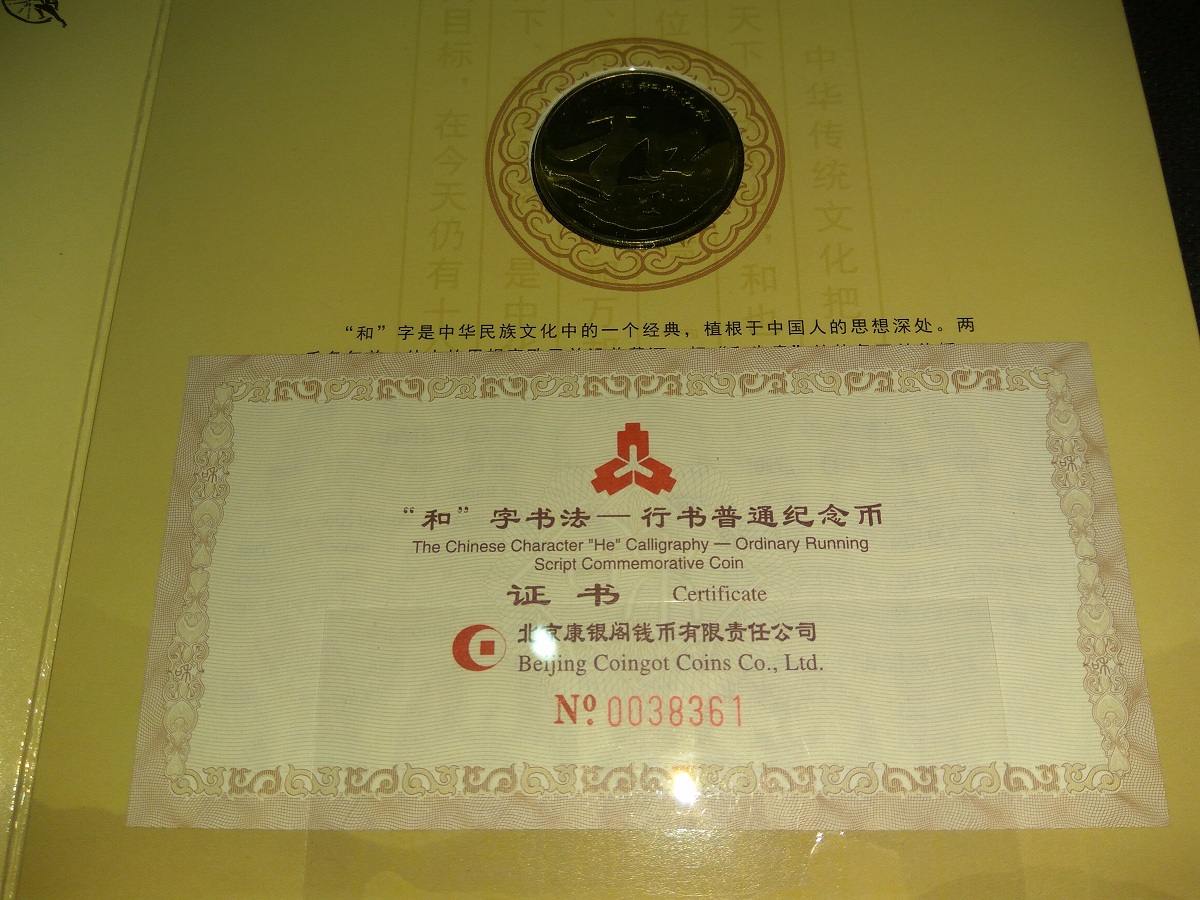 中华传统文化把
天下
和
位
万
下、
是中
目标，在今天仍有十
和
“和”字是中华民族文化中的一个经典，植根于中国人的思想深处。两
“和”字书法—行书普通纪念币
The Chinese Character "He" Calligraphy — Ordinary Running
Script Commemorative Coin
证书 Certificate
北京康银阁钱币有限责任公司
Beijing Coingot Coins Co., Ltd.
Nº 0038361